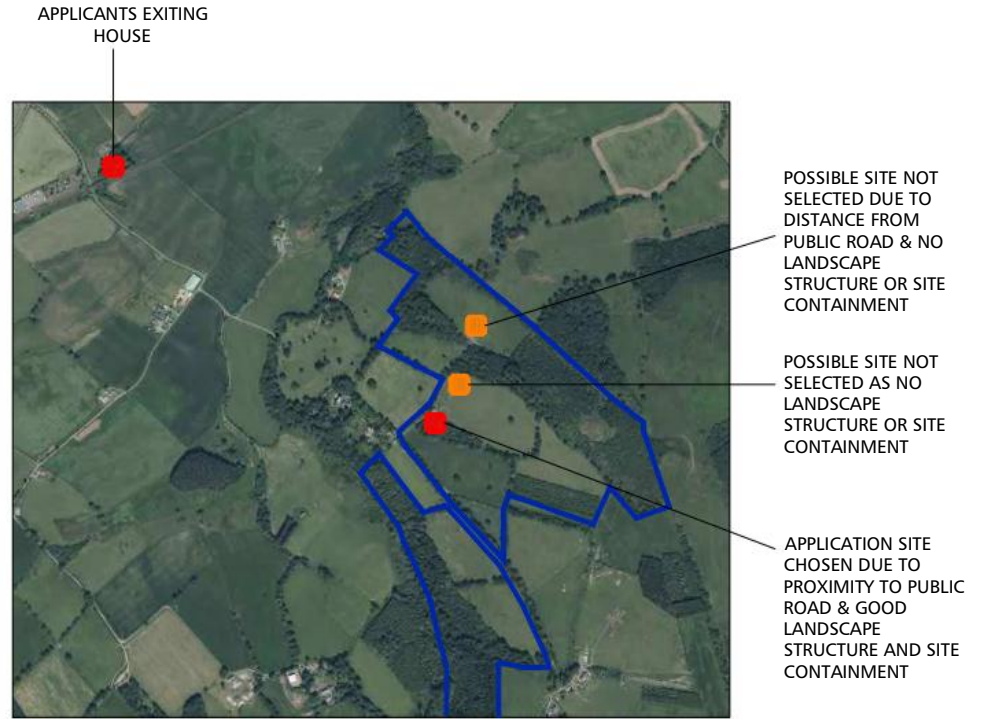 APPLICANTS EXITING
HOUSE
POSSIBLE SITE NOT
SELECTED DUE TO
DISTANCE FROM
PUBLIC ROAD & NO
LANDSCAPE
STRUCTURE OR SITE
CONTAINMENT
POSSIBLE SITE NOT
SELECTED AS NO
LANDSCAPE
STRUCTURE OR SITE
CONTAINMENT
APPLICATION SITE
CHOSEN DUE TO
PROXIMITY TO PUBLIC
ROAD & GOOD
LANDSCAPE
STRUCTURE AND SITE
CONTAINMENT